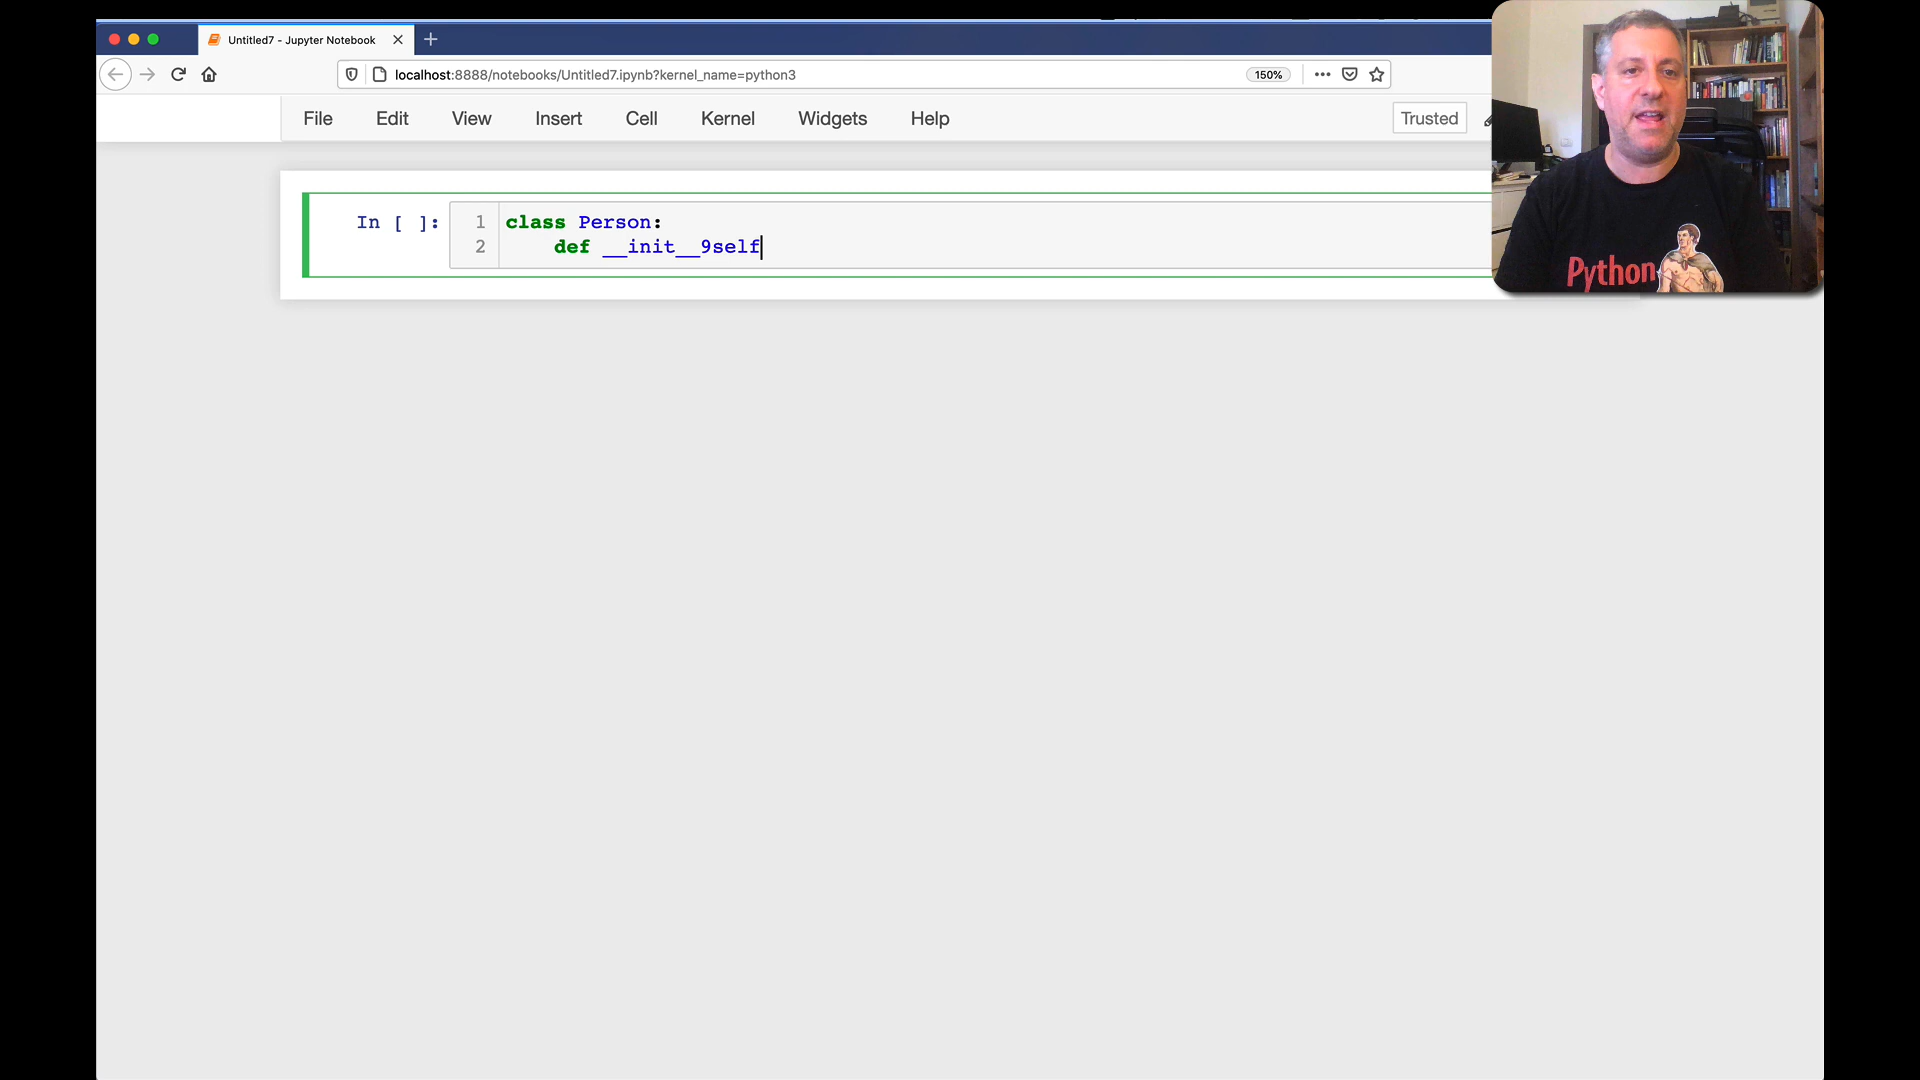 Untitled7 - Jupyter Notebook
localhost:8888/notebooks/Untitled7.ipynb?kernel_name=python3
150%
File Edit View Insert Cell Kernel Widgets Help
Trusted
In [ ]:
1 class Person:
2 def __init__9self
Python